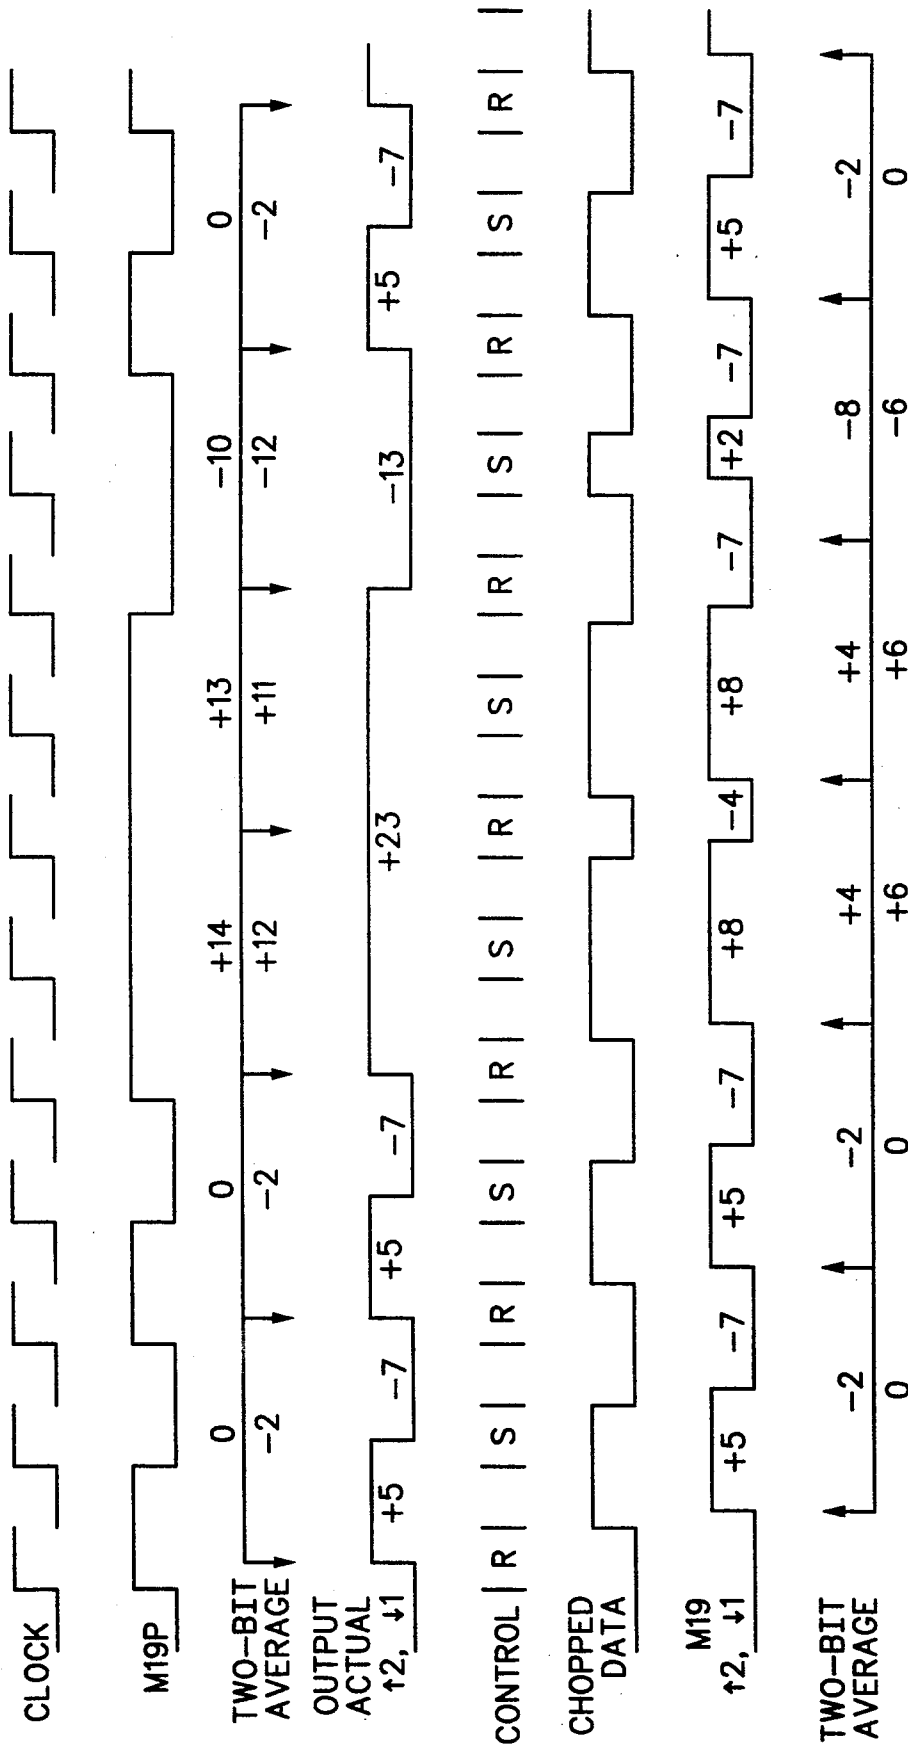 CLOCK
M19P
0 0 +14 +13 −10 0
TWO−BIT
AVERAGE
−2 −2 +12 +11 −12 −2
OUTPUT
ACTUAL
↑2, ↓1
+5 −7 +5 −7 +23 −13 +5 −7
CONTROL |R| |S| |R| |S| |R| |S| |R| |S| |R| |S| |R| |S| |R| |
CHOPPED
DATA
M19
↑2, ↓1
+5 −7 +5 −7 +8 −4 +8 −7 +2 −7 +5 −7
−2 −2 +4 +4 −8 −2
TWO−BIT
AVERAGE
0 0 +6 +6 −6 0